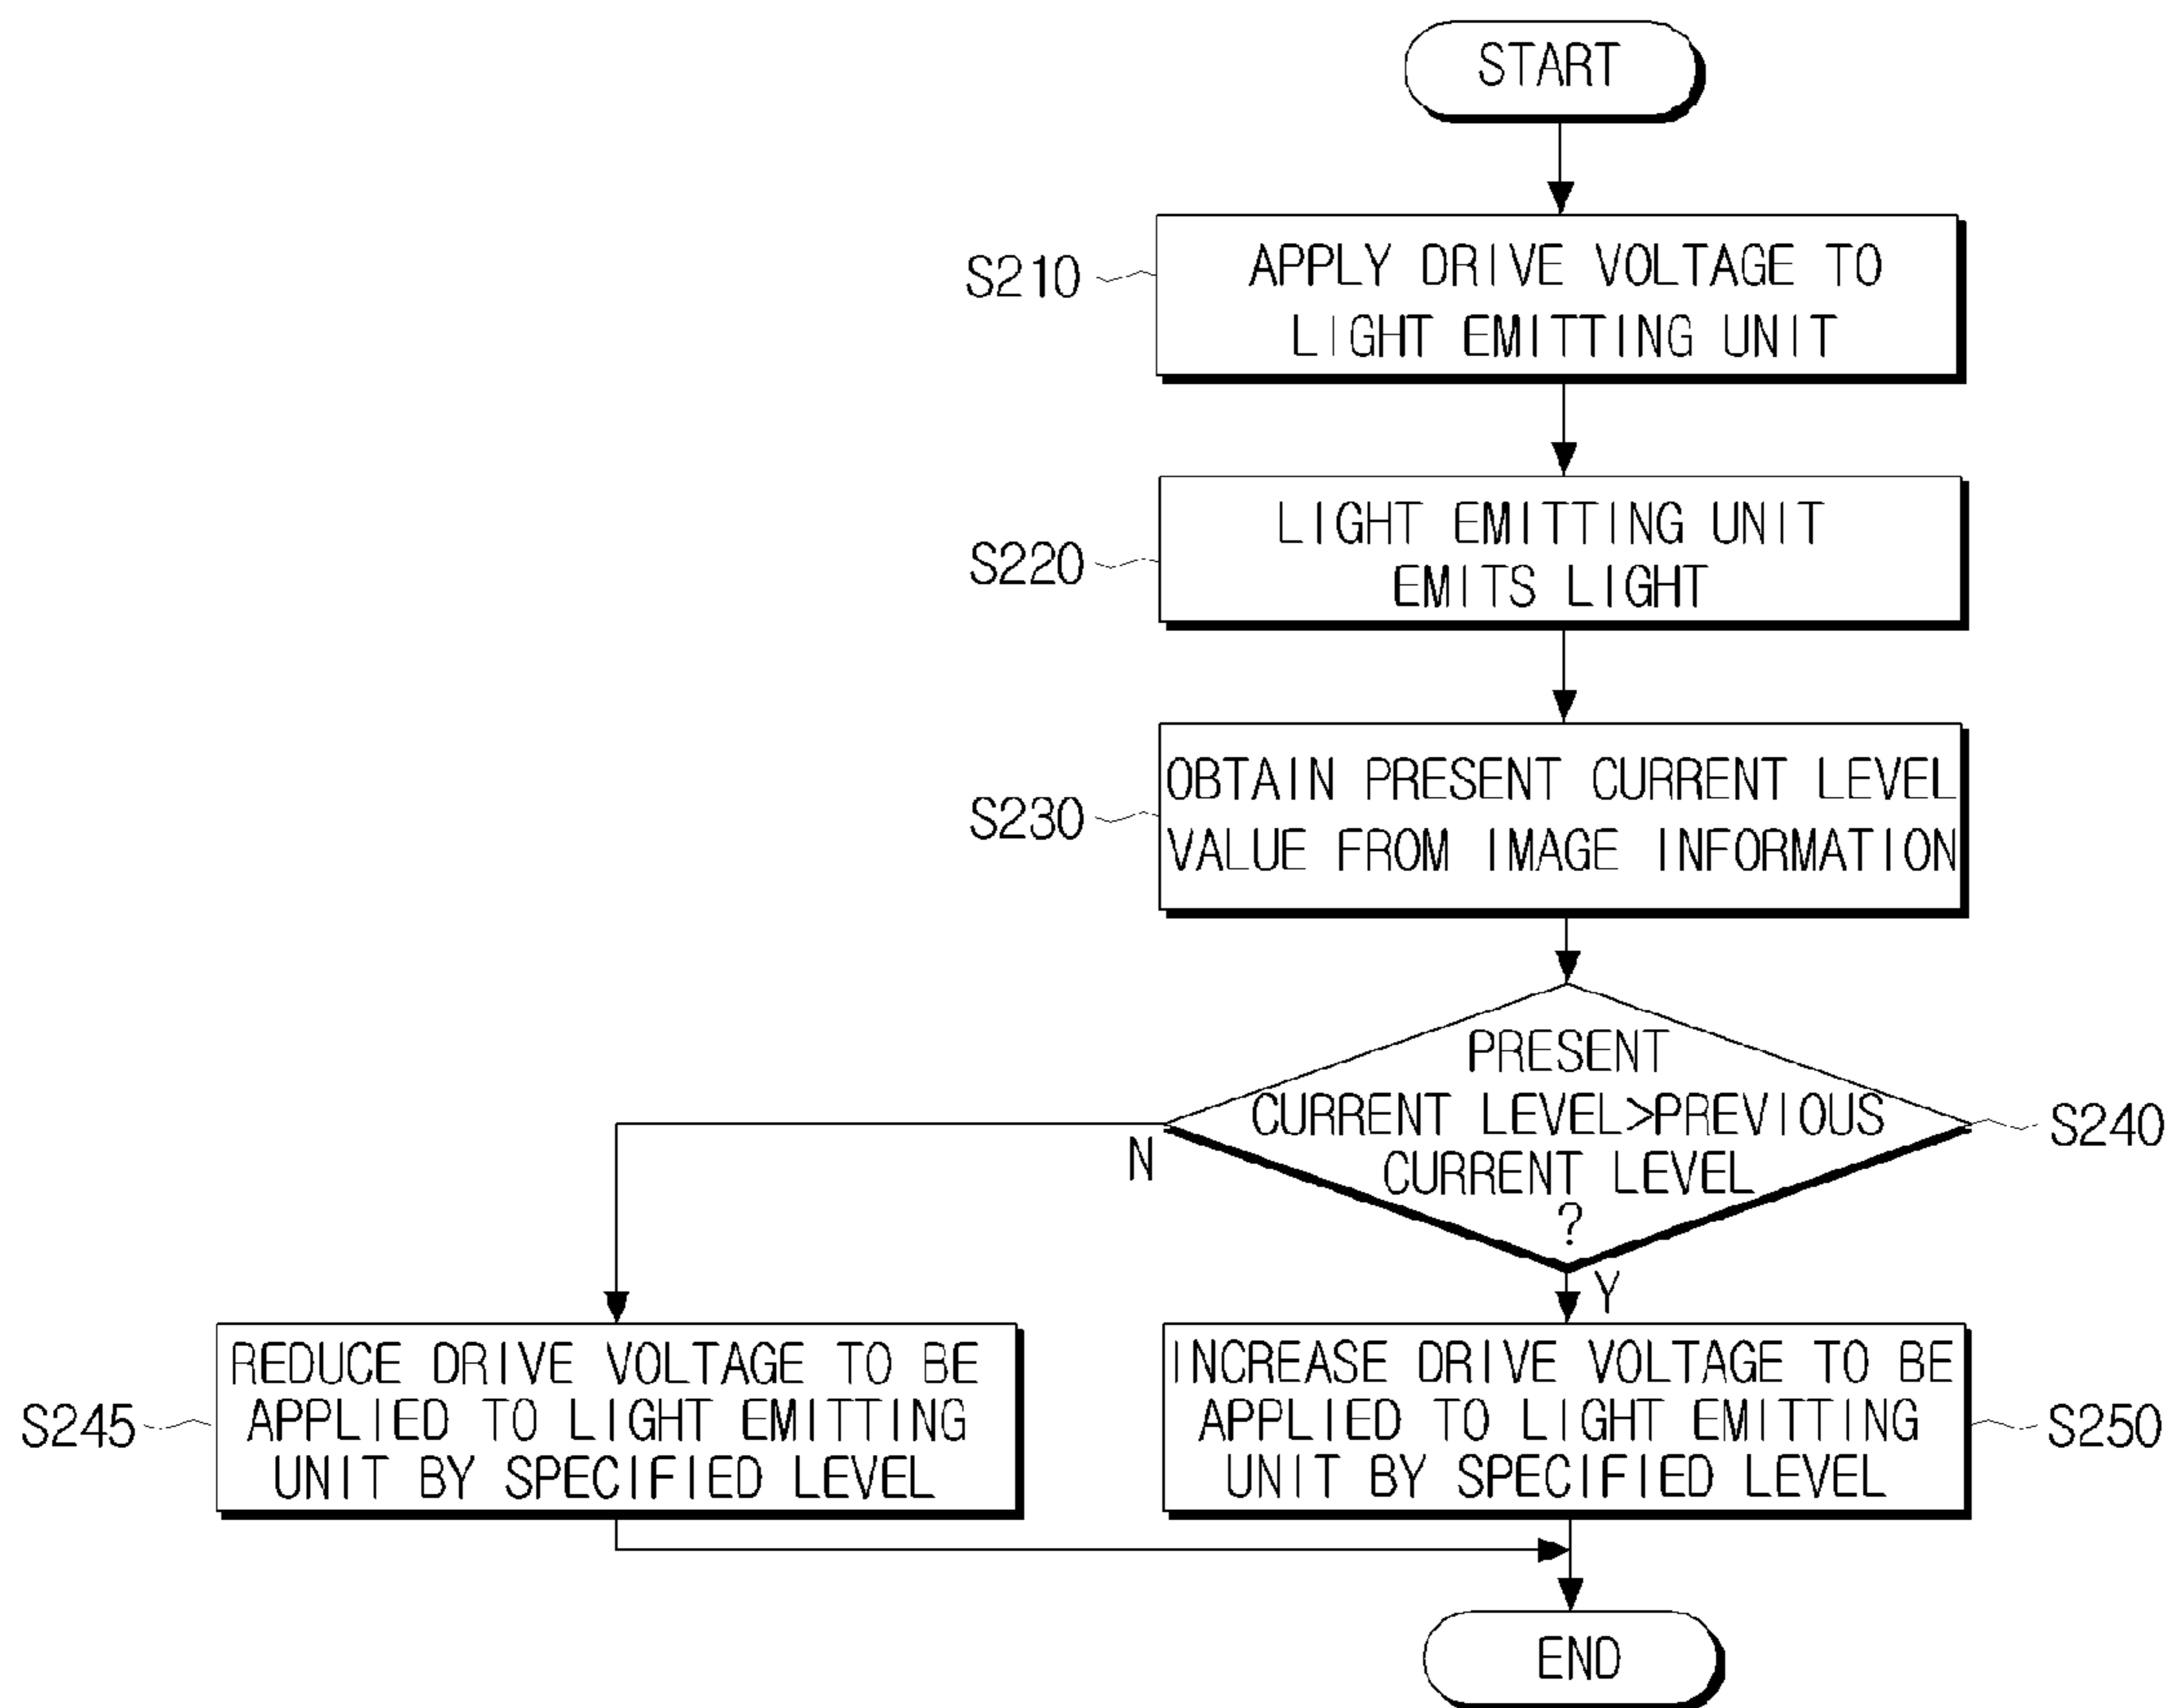 START
S210
APPLY DRIVE VOLTAGE TO
LIGHT EMITTING UNIT
S220
LIGHT EMITTING UNIT
EMITS LIGHT
S230
OBTAIN PRESENT CURRENT LEVEL
VALUE FROM IMAGE INFORMATION
PRESENT
CURRENT LEVEL>PREVIOUS
CURRENT LEVEL
?
S240
N
Y
S245
REDUCE DRIVE VOLTAGE TO BE
APPLIED TO LIGHT EMITTING
UNIT BY SPECIFIED LEVEL
INCREASE DRIVE VOLTAGE TO BE
APPLIED TO LIGHT EMITTING
UNIT BY SPECIFIED LEVEL
S250
END